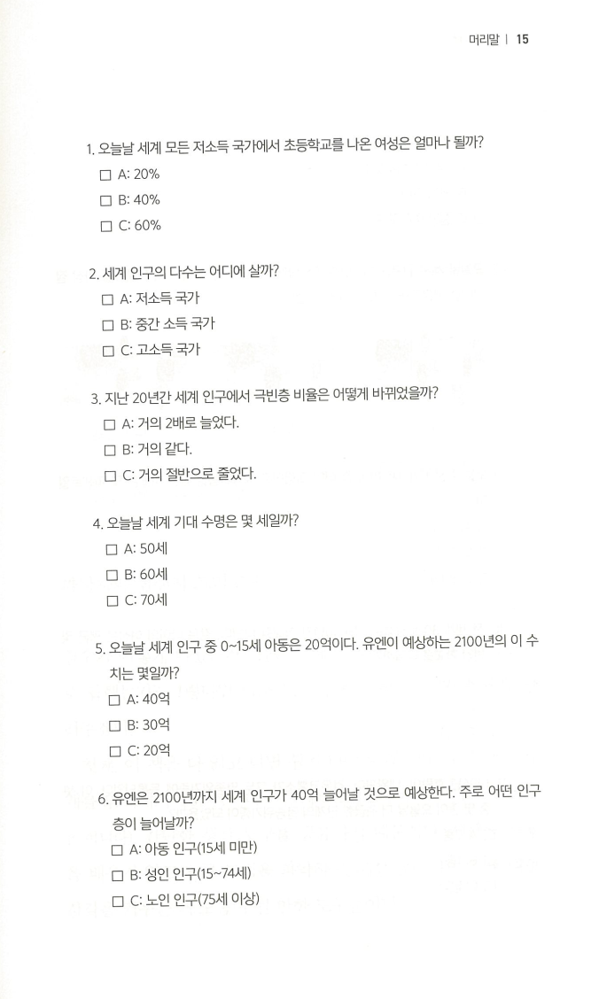 머리말 | 15
1. 오늘날 세계 모든 저소득 국가에서 초등학교를 나온 여성은 얼마나 될까?
□ A: 20%
□ B: 40%
□ C: 60%
2. 세계 인구의 다수는 어디에 살까?
□ A: 저소득 국가
□ B: 중간 소득 국가
□ C: 고소득 국가
3. 지난 20년간 세계 인구에서 극빈층 비율은 어떻게 바뀌었을까?
□ A: 거의 2배로 늘었다.
□ B: 거의 같다.
□ C: 거의 절반으로 줄었다.
4. 오늘날 세계 기대 수명은 몇 세일까?
□ A: 50세
□ B: 60세
□ C: 70세
5. 오늘날 세계 인구 중 0~15세 아동은 20억이다. 유엔이 예상하는 2100년의 이 수
치는 몇일까?
□ A: 40억
□ B: 30억
□ C: 20억
6. 유엔은 2100년까지 세계 인구가 40억 늘어날 것으로 예상한다. 주로 어떤 인구
층이 늘어날까?
□ A: 아동 인구(15세 미만)
□ B: 성인 인구(15~74세)
□ C: 노인 인구(75세 이상)